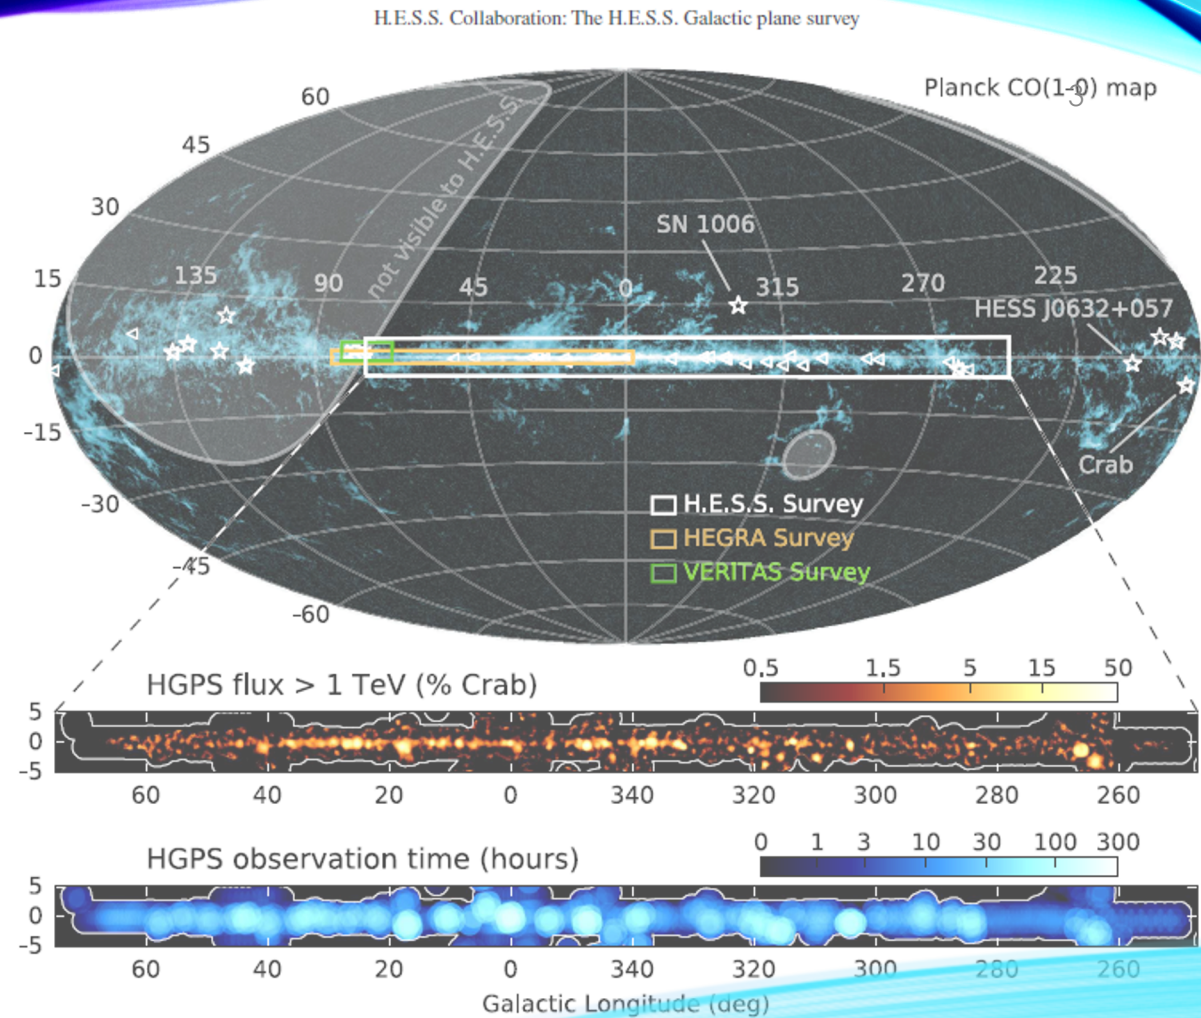 H.E.S.S. Collaboration: The H.E.S.S. Galactic plane survey
Planck CO(1-0) map
3
60
45
30
15
0
-15
-30
-45
-60
not visible to H.E.S.S.
135
90
45
0
315
270
225
SN 1006
HESS J0632+057
Crab
H.E.S.S. Survey
HEGRA Survey
VERITAS Survey
HGPS flux > 1 TeV (% Crab)
0.5 1.5 5 15 50
5
0
-5
60 40 20 0 340 320 300 280 260
HGPS observation time (hours)
0 1 3 10 30 100 300
5
0
-5
60 40 20 0 340 320 300 280 260
Galactic Longitude (deg)